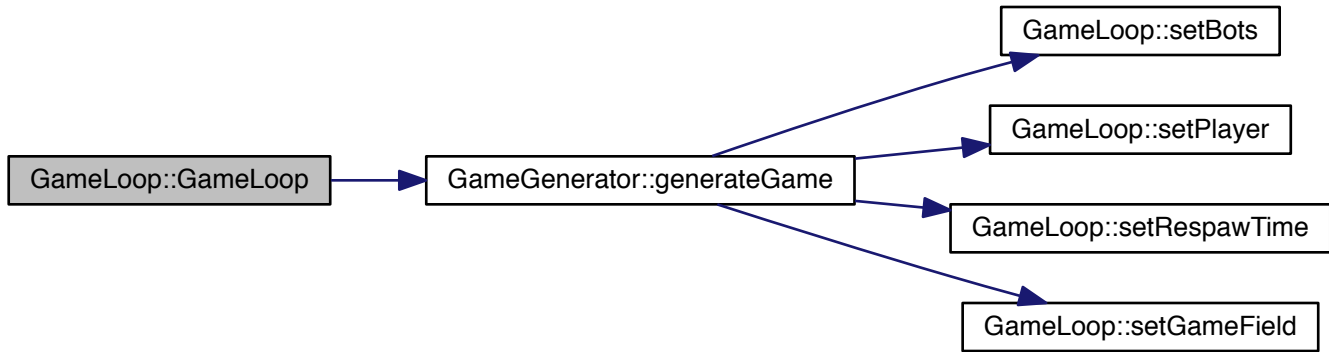 GameLoop::GameLoop
GameGenerator::generateGame
GameLoop::setBots
GameLoop::setPlayer
GameLoop::setRespawTime
GameLoop::setGameField